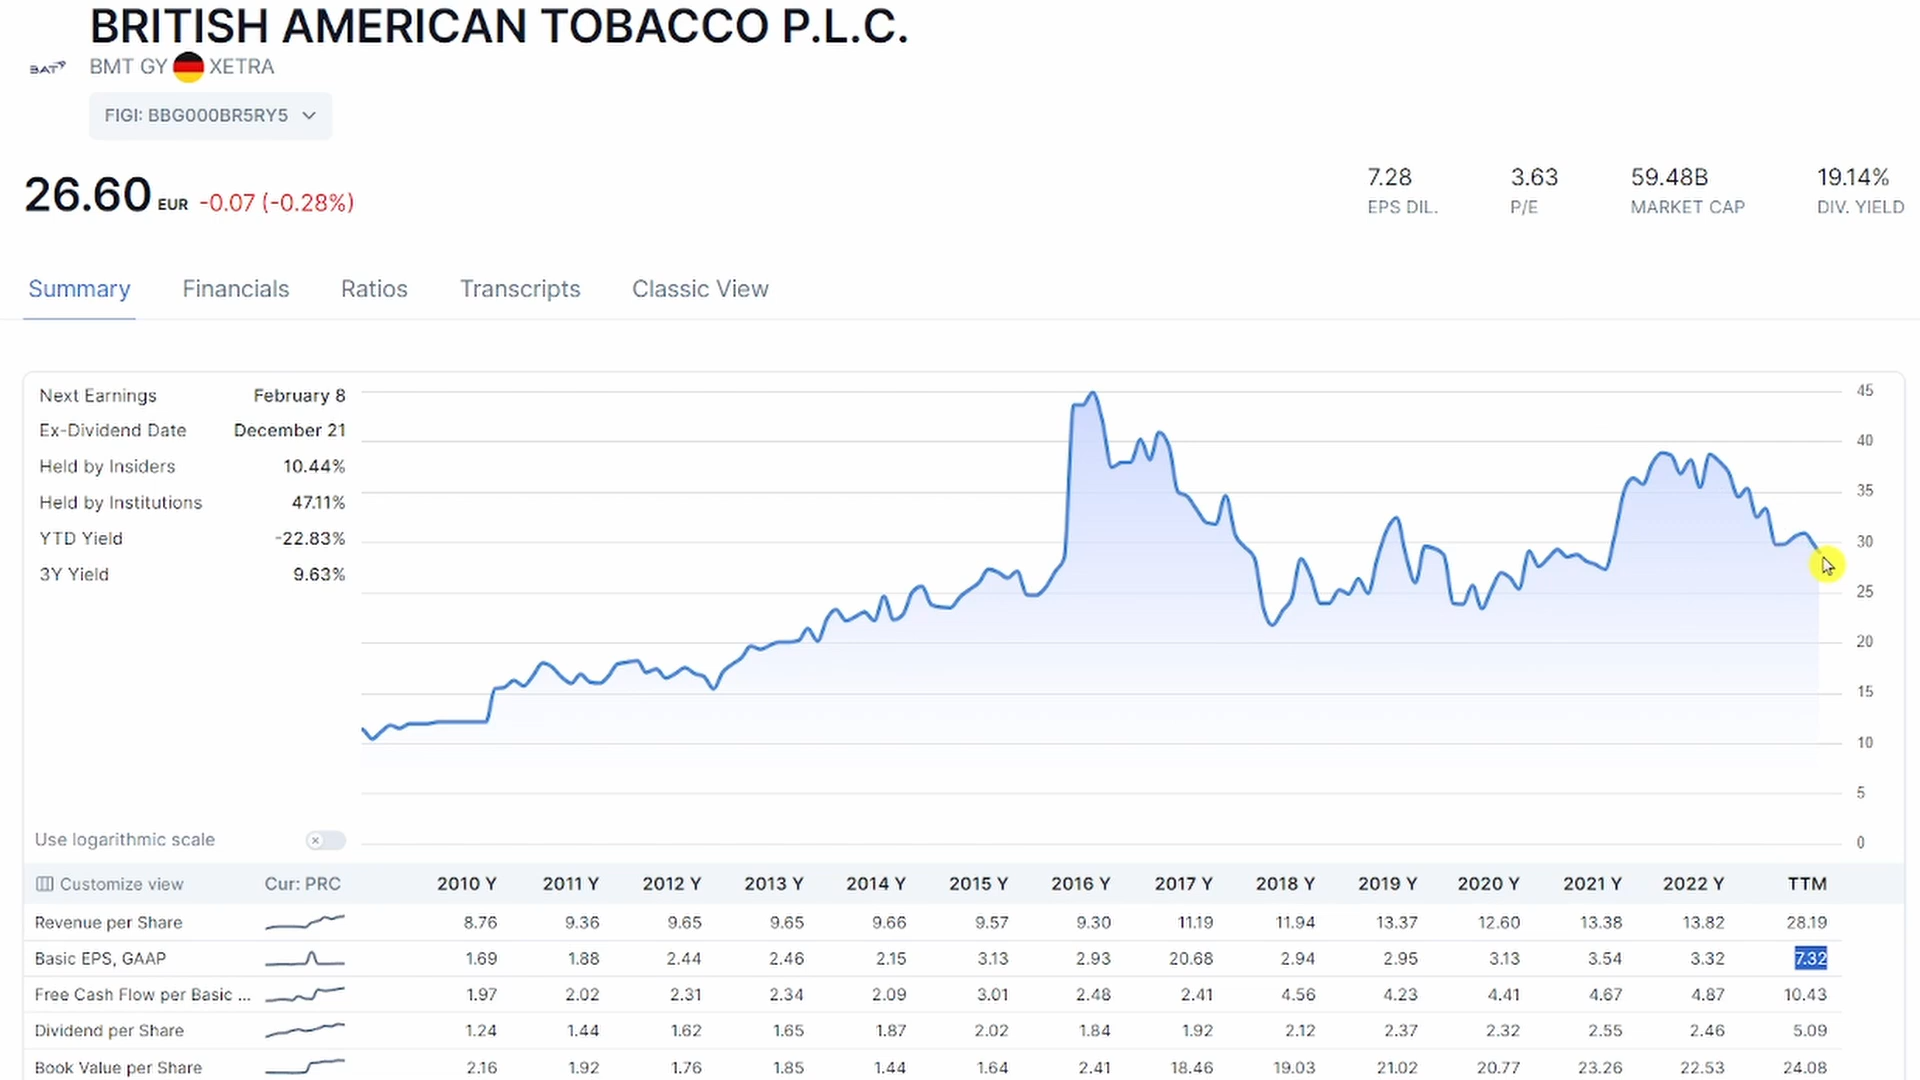 BRITISH AMERICAN TOBACCO P.L.C.
BAT
BMT GY XETRA
FIGI: BBG000BR5RY5
26.60 EUR -0.07 (-0.28%)
7.28 3.63 59.48B 19.14%
EPS DIL. P/E MARKET CAP DIV. YIELD
Summary Financials Ratios Transcripts Classic View
Next Earnings February 8
Ex-Dividend Date December 21
Held by Insiders 10.44%
Held by Institutions 47.11%
YTD Yield -22.83%
3Y Yield 9.63%
45
40
35
30
25
20
15
10
5
0
Use logarithmic scale
Customize view Cur: PRC 2010 Y 2011 Y 2012 Y 2013 Y 2014 Y 2015 Y 2016 Y 2017 Y 2018 Y 2019 Y 2020 Y 2021 Y 2022 Y TTM
Revenue per Share 8.76 9.36 9.65 9.65 9.66 9.57 9.30 11.19 11.94 13.37 12.60 13.38 13.82 28.19
Basic EPS, GAAP 1.69 1.88 2.44 2.46 2.15 3.13 2.93 20.68 2.94 2.95 3.13 3.54 3.32 7.32
Free Cash Flow per Basic ... 1.97 2.02 2.31 2.34 2.09 3.01 2.48 2.41 4.56 4.23 4.41 4.67 4.87 10.43
Dividend per Share 1.24 1.44 1.62 1.65 1.87 2.02 1.84 1.92 2.12 2.37 2.32 2.55 2.46 5.09
Book Value per Share 2.16 1.92 1.76 1.85 1.44 1.64 2.41 18.46 19.03 21.02 20.77 23.26 22.53 24.08